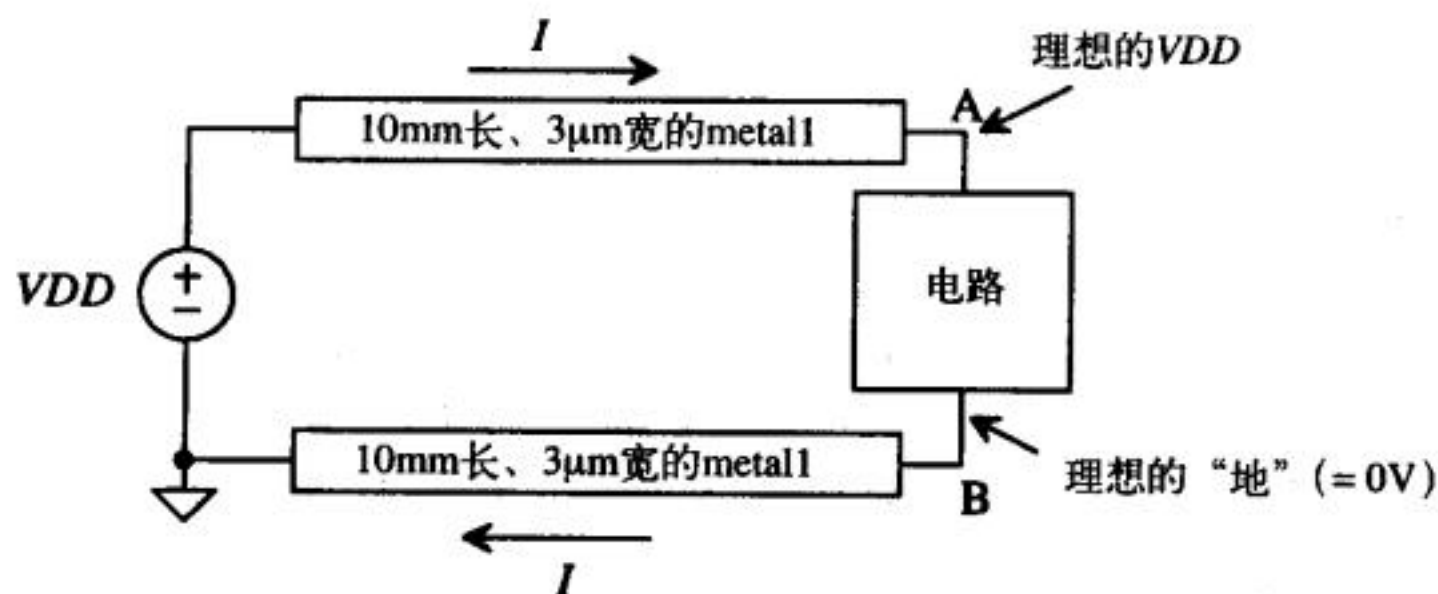 I
理想的VDD
A
10mm长、3μm宽的metal1
VDD
+
−
电路
10mm长、3μm宽的metal1
B
理想的“地”(=0V)
I